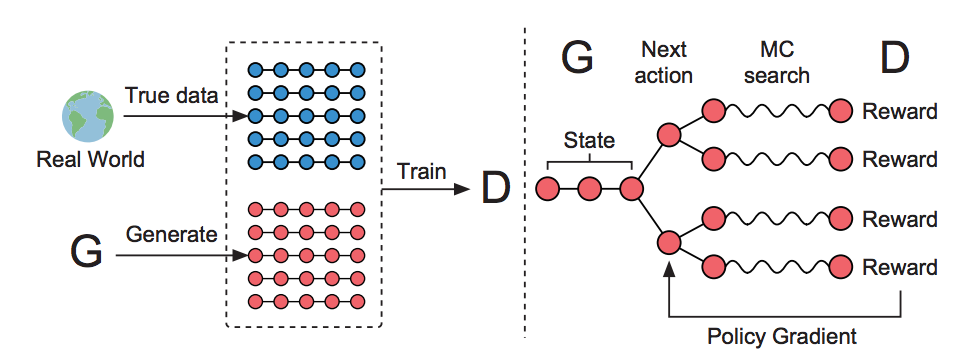 True data
Real World
G
Generate
Train
D
G
Next
action
MC
search
D
State
Reward
Reward
Reward
Reward
Policy Gradient